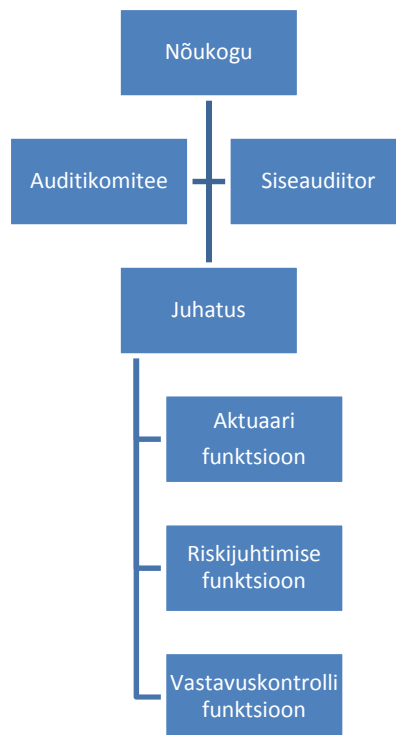 Nõukogu
Auditikomitee
Siseaudiitor
Juhatus
Aktuaari
funktsioon
Riskijuhtimise
funktsioon
Vastavuskontrolli
funktsioon